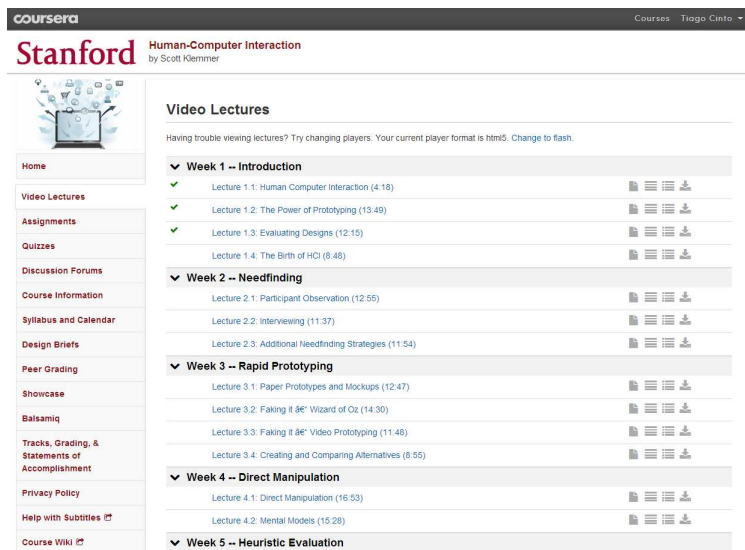 coursera
Courses Tiago Cinto
Stanford
Human-Computer Interaction
by Scott Klemmer
Home
Video Lectures
Assignments
Quizzes
Discussion Forums
Course Information
Syllabus and Calendar
Design Briefs
Peer Grading
Showcase
Balsamiq
Tracks, Grading, &
Statements of
Accomplishment
Privacy Policy
Help with Subtitles
Course Wiki
Video Lectures
Having trouble viewing lectures? Try changing players. Your current player format is html5. Change to flash.
Week 1 -- Introduction
Lecture 1.1: Human Computer Interaction (4:18)
Lecture 1.2: The Power of Prototyping (13:49)
Lecture 1.3: Evaluating Designs (12:15)
Lecture 1.4: The Birth of HCI (8:48)
Week 2 -- Needfinding
Lecture 2.1: Participant Observation (12:55)
Lecture 2.2: Interviewing (11:37)
Lecture 2.3: Additional Needfinding Strategies (11:54)
Week 3 -- Rapid Prototyping
Lecture 3.1: Paper Prototypes and Mockups (12:47)
Lecture 3.2: Faking it â€“ Wizard of Oz (14:30)
Lecture 3.3: Faking it â€“ Video Prototyping (11:48)
Lecture 3.4: Creating and Comparing Alternatives (8:55)
Week 4 -- Direct Manipulation
Lecture 4.1: Direct Manipulation (16:53)
Lecture 4.2: Mental Models (15:28)
Week 5 -- Heuristic Evaluation